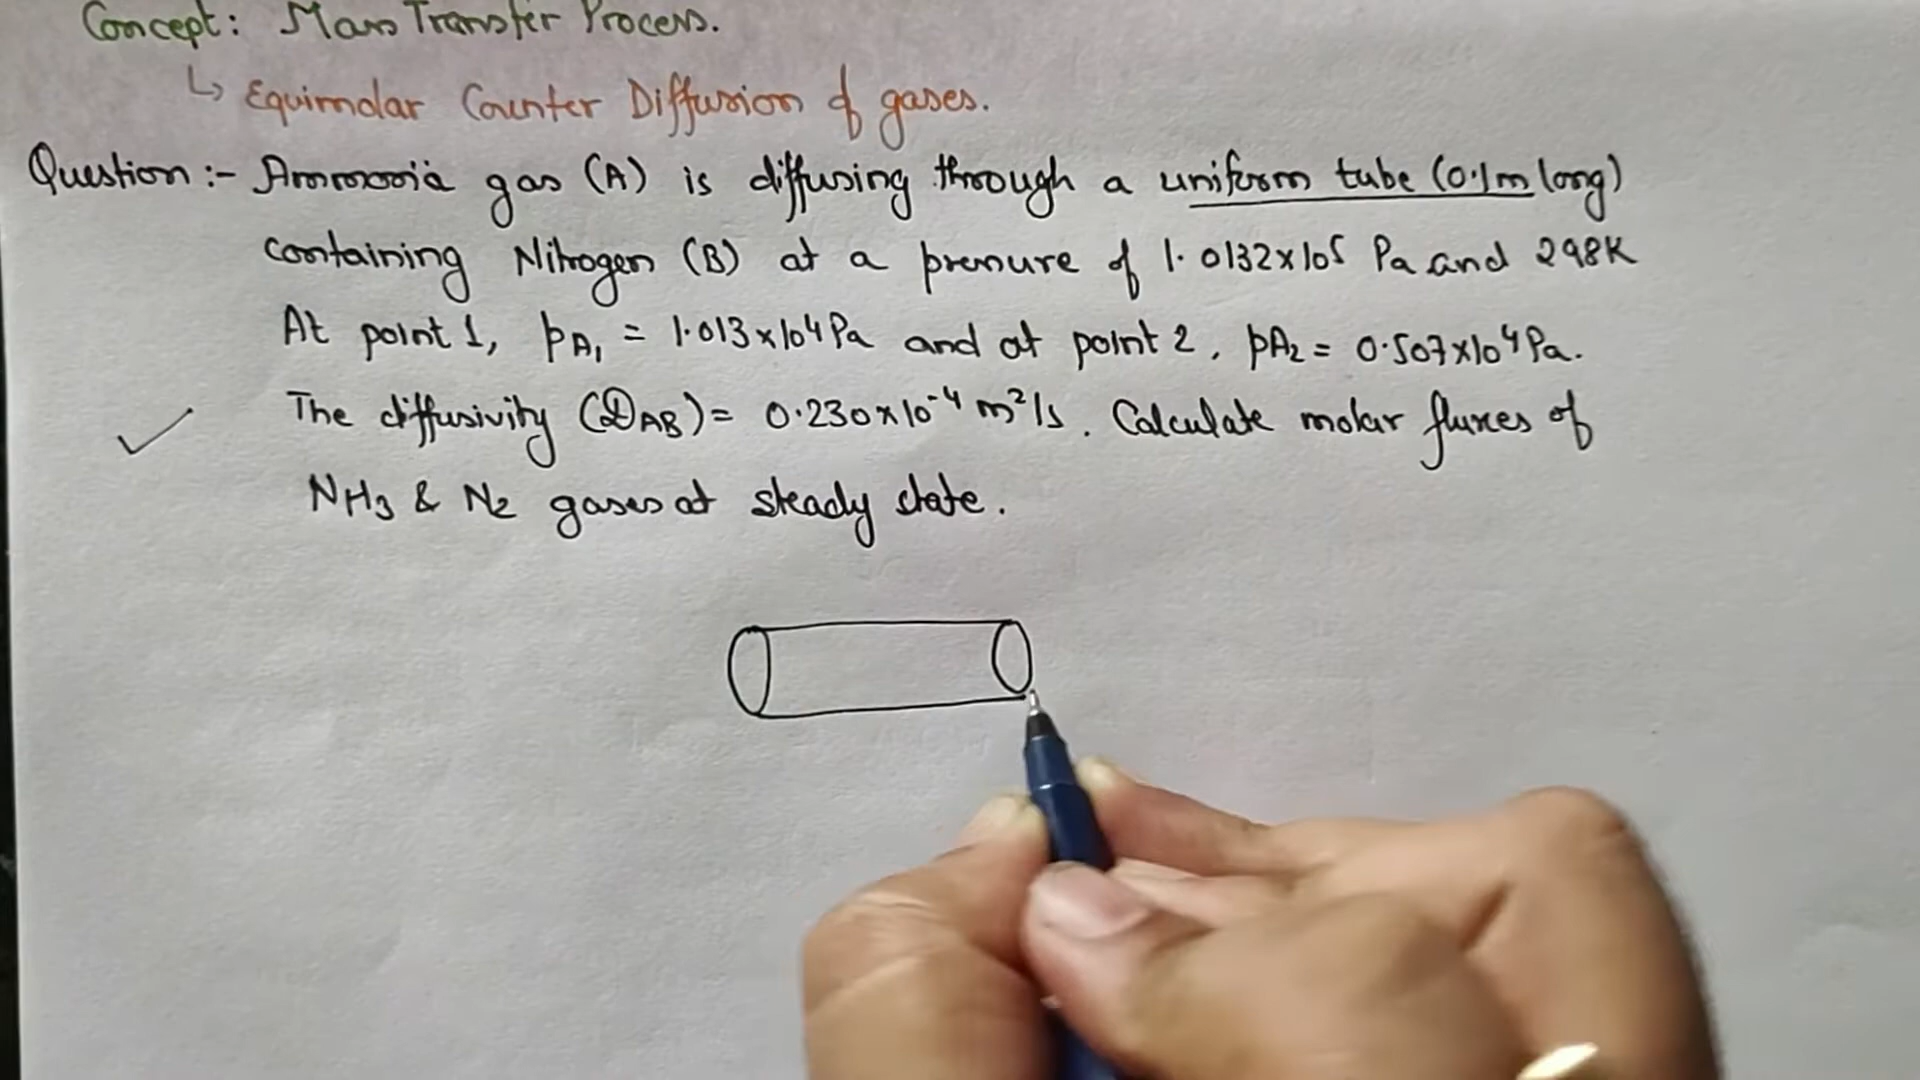 Concept: Mass Transfer Process.
↳ Equimolar Counter Diffusion of gases.
Question :- Ammonia gas (A) is diffusing through a uniform tube (0.1m long)
containing Nitrogen (B) at a pressure of 1.0132x10⁵ Pa and 298K
At point 1, pA₁ = 1.013x10⁴ Pa and at point 2, pA₂ = 0.507x10⁴ Pa.
The diffusivity (DAB) = 0.230x10⁻⁴ m²/s. Calculate molar fluxes of
NH₃ & N₂ gases at steady state.